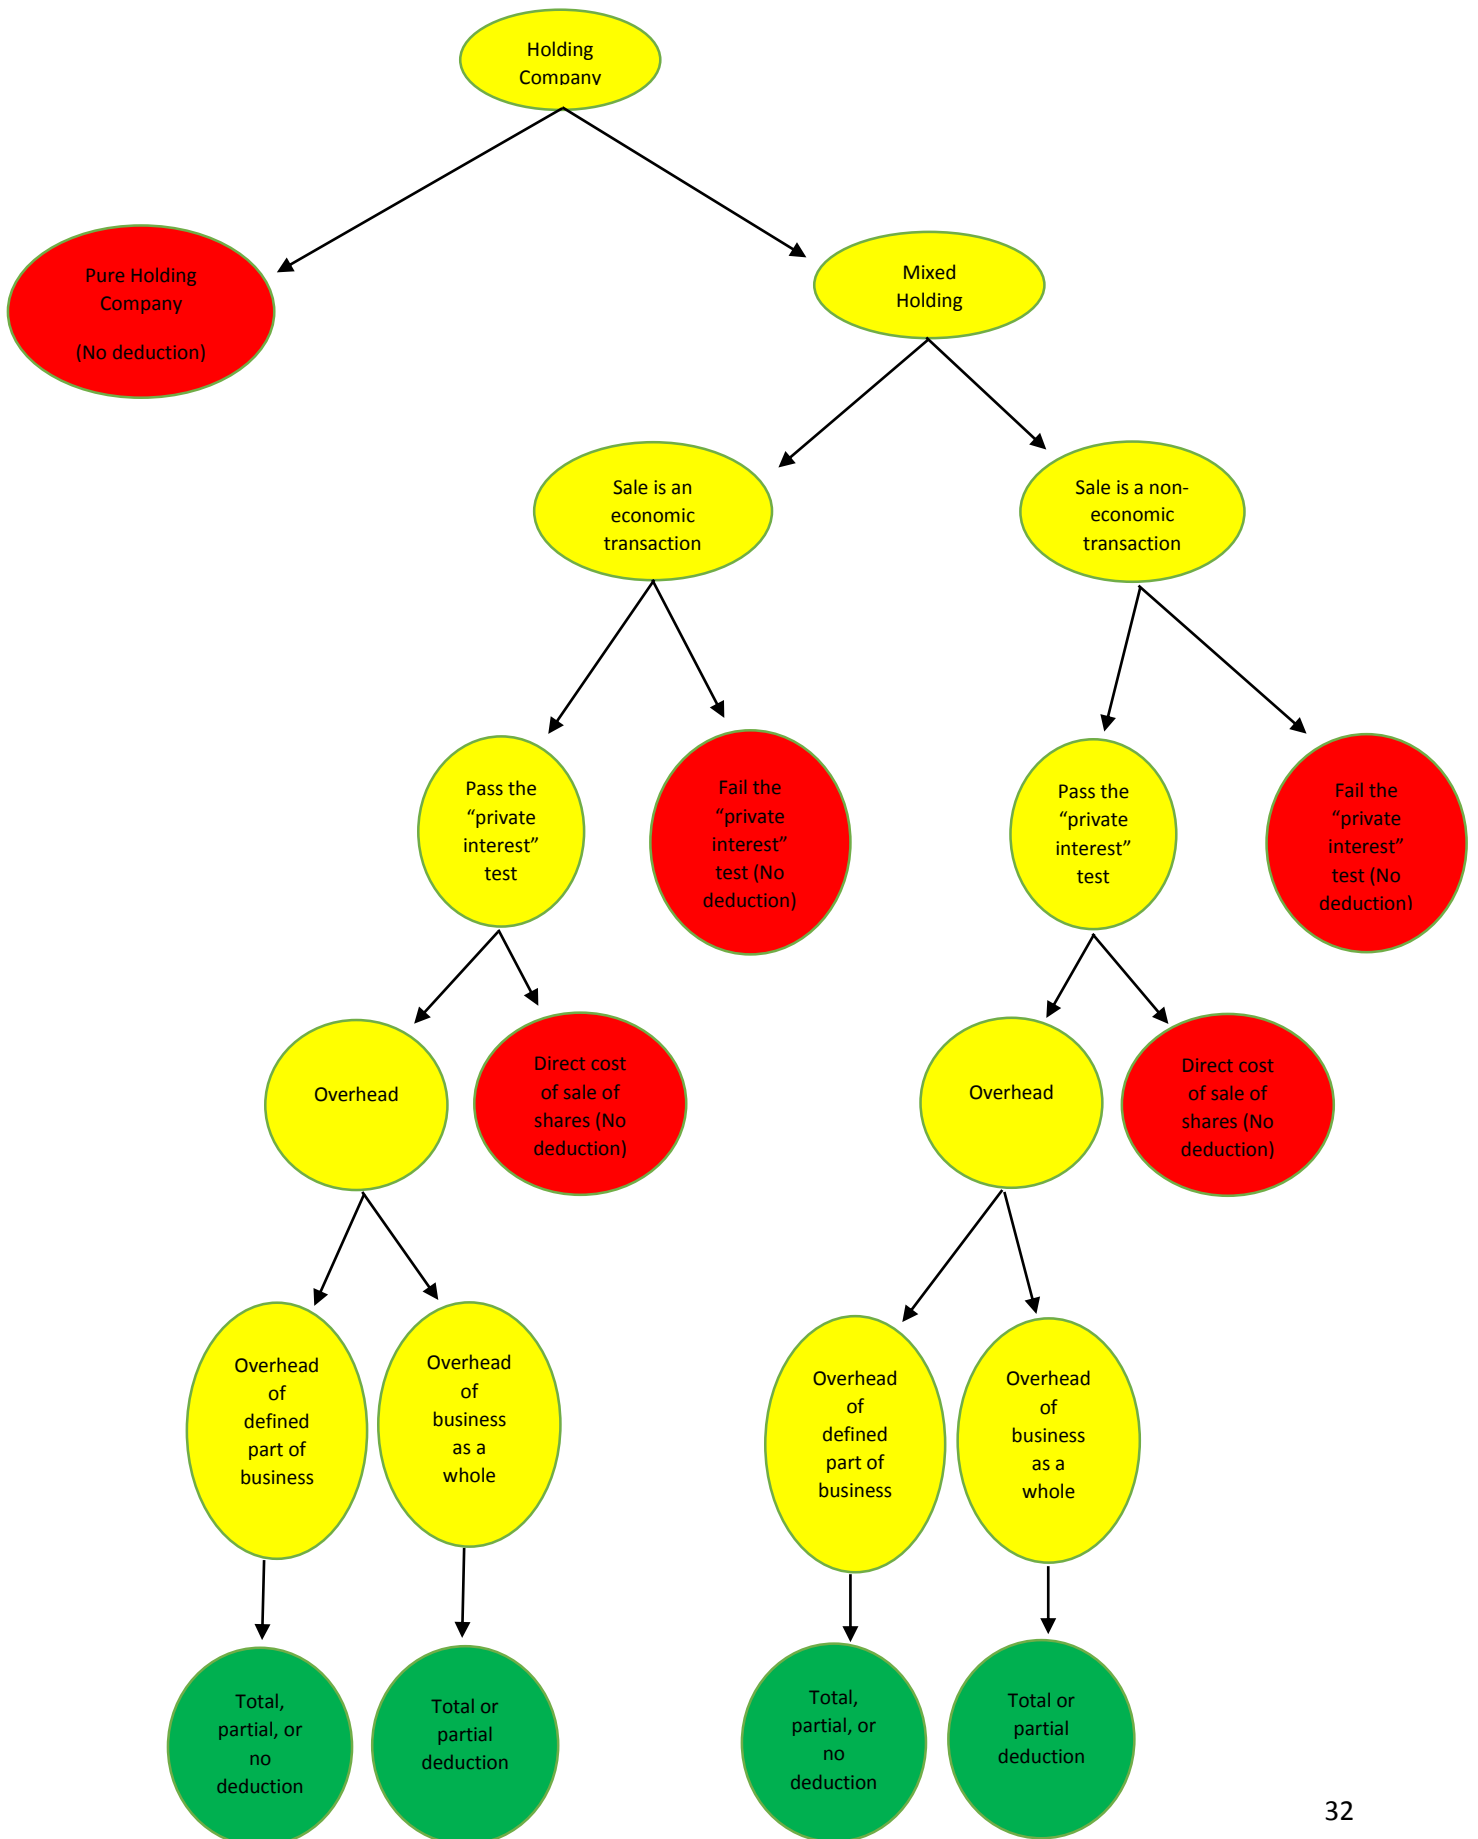 Holding
Company
Pure Holding
Company
(No deduction)
Mixed
Holding
Sale is an
economic
transaction
Sale is a non-
economic
transaction
Pass the
“private
interest”
test
Fail the
“private
interest”
test (No
deduction)
Pass the
“private
interest”
test
Fail the
“private
interest”
test (No
deduction)
Overhead
Direct cost
of sale of
shares (No
deduction)
Overhead
Direct cost
of sale of
shares (No
deduction)
Overhead
of
defined
part of
business
Overhead
of
business
as a
whole
Overhead
of
defined
part of
business
Overhead
of
business
as a
whole
Total,
partial, or
no
deduction
Total or
partial
deduction
Total,
partial, or
no
deduction
Total or
partial
deduction
32